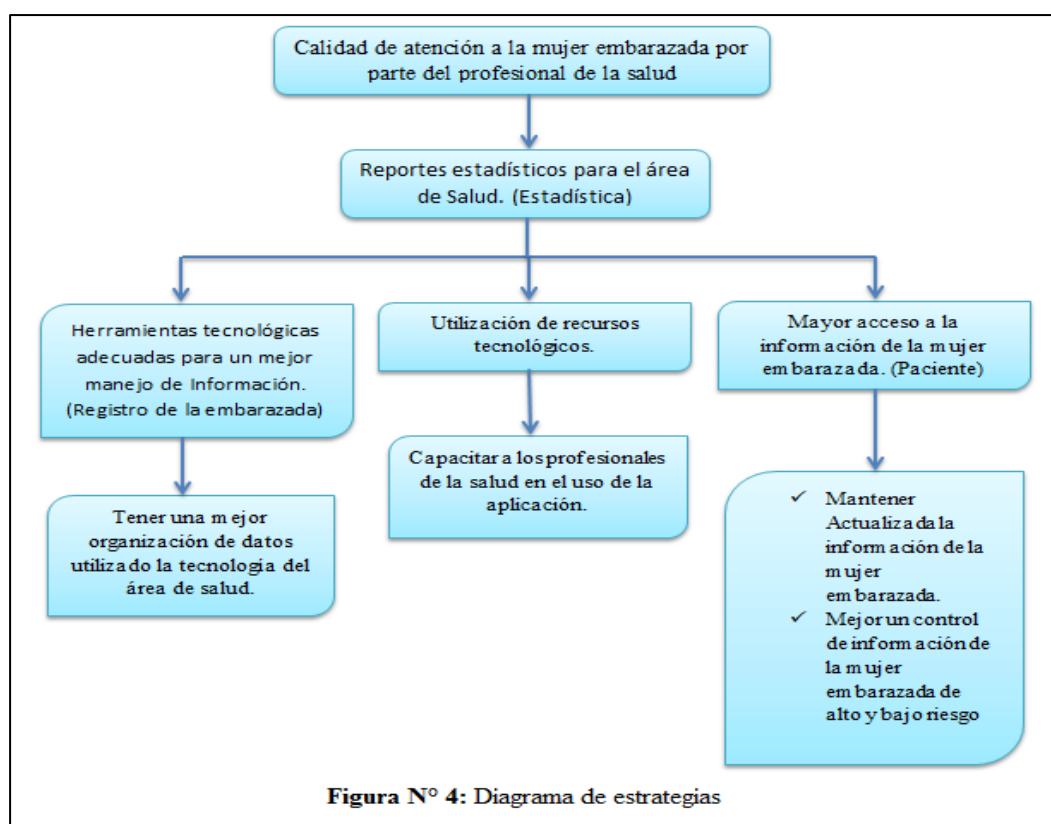 Calidad de atención a la mujer embarazada por
parte del profesional de la salud
Reportes estadísticos para el área
de Salud. (Estadística)
Herramientas tecnológicas
adecuadas para un mejor
manejo de Información.
(Registro de la embarazada)
Utilización de recursos
tecnológicos.
Mayor acceso a la
información de la mujer
embarazada. (Paciente)
Tener una mejor
organización de datos
utilizado la tecnología del
área de salud.
Capacitar a los profesionales
de la salud en el uso de la
aplicación.
✓ Mantener
Actualizada la
información de la
mujer
embarazada.
✓ Mejor un control
de información de
la mujer
embarazada de
alto y bajo riesgo
Figura N° 4: Diagrama de estrategias